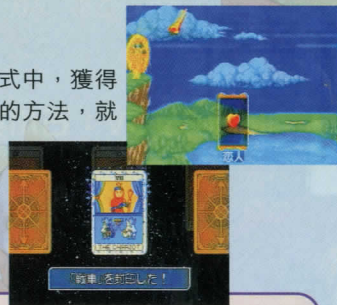 式中，獲得
的方法，就
恋人
VII
THE CHARIOT
『戦車』を封印した！